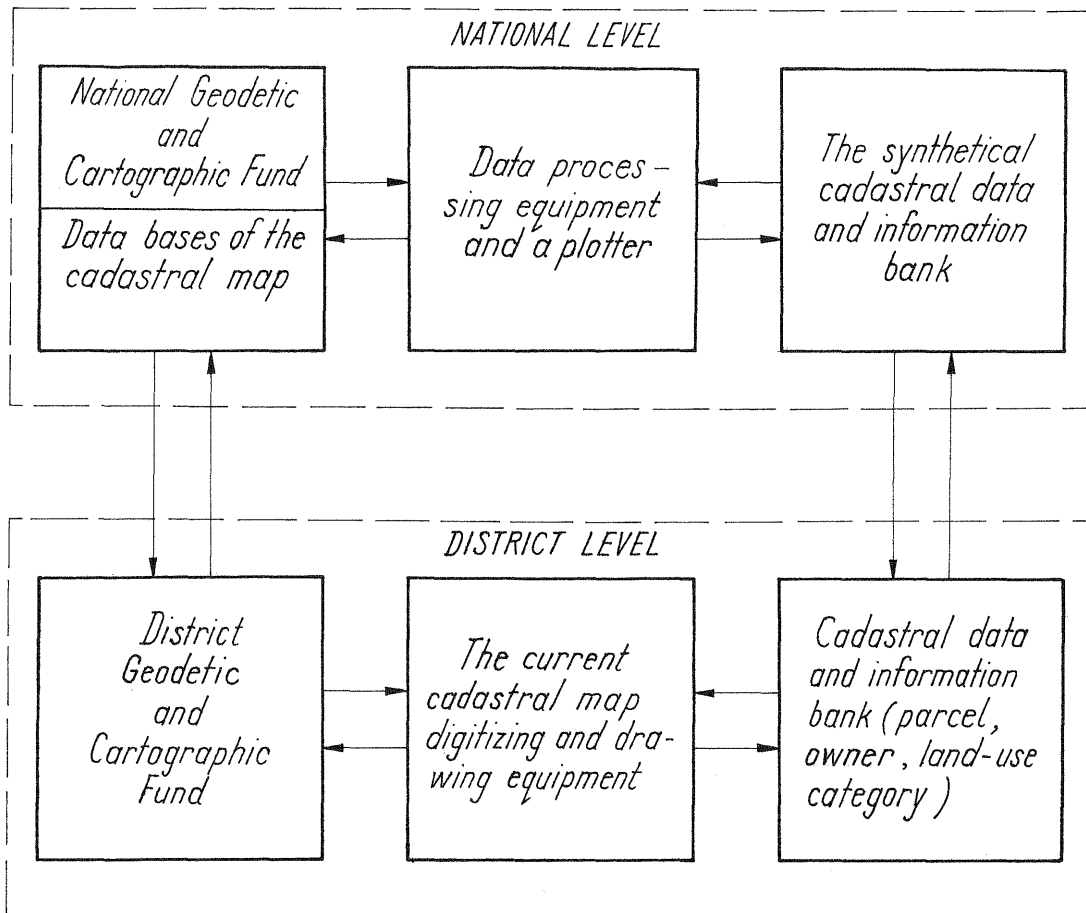 NATIONAL LEVEL
National Geodetic
and
Cartographic Fund
Data bases of the
cadastral map
Data proces-
sing equipment
and a plotter
The synthetical
cadastral data
and information
bank
DISTRICT LEVEL
District
Geodetic
and
Cartographic
Fund
The current
cadastral map
digitizing and dra-
wing equipment
Cadastral data
and information
bank (parcel,
owner, land-use
category)